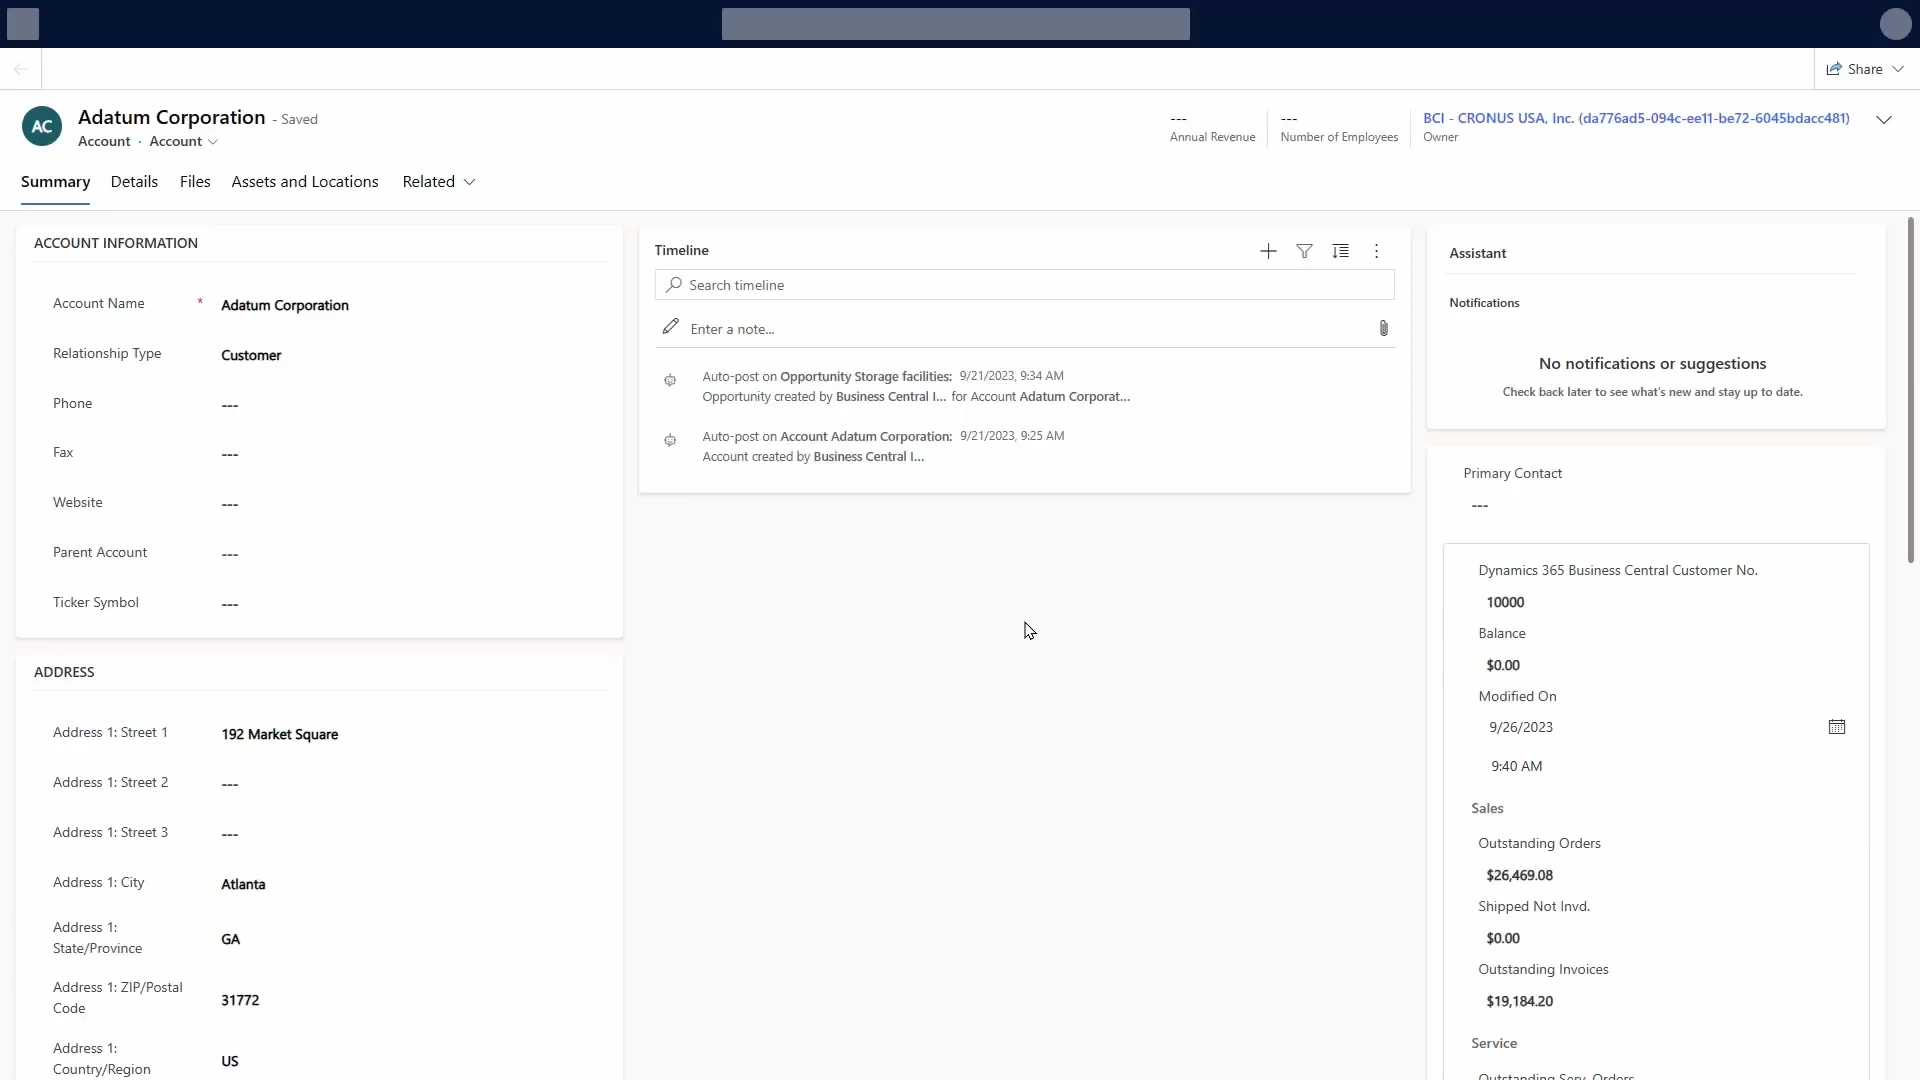 Share
AC
Adatum Corporation - Saved
Account · Account
---
Annual Revenue
---
Number of Employees
BCI - CRONUS USA, Inc. (da776ad5-094c-ee11-be72-6045bdacc481)
Owner
Summary Details Files Assets and Locations Related
ACCOUNT INFORMATION
Account Name * Adatum Corporation
Relationship Type Customer
Phone ---
Fax ---
Website ---
Parent Account ---
Ticker Symbol ---
ADDRESS
Address 1: Street 1 192 Market Square
Address 1: Street 2 ---
Address 1: Street 3 ---
Address 1: City Atlanta
Address 1:
State/Province
GA
Address 1: ZIP/Postal
Code
31772
Address 1:
Country/Region
US
Timeline
Search timeline
Enter a note...
Auto-post on Opportunity Storage facilities: 9/21/2023, 9:34 AM
Opportunity created by Business Central I... for Account Adatum Corporat...
Auto-post on Account Adatum Corporation: 9/21/2023, 9:25 AM
Account created by Business Central I...
Assistant
Notifications
No notifications or suggestions
Check back later to see what's new and stay up to date.
Primary Contact
---
Dynamics 365 Business Central Customer No.
10000
Balance
$0.00
Modified On
9/26/2023
9:40 AM
Sales
Outstanding Orders
$26,469.08
Shipped Not Invd.
$0.00
Outstanding Invoices
$19,184.20
Service
Outstanding Serv. Orders